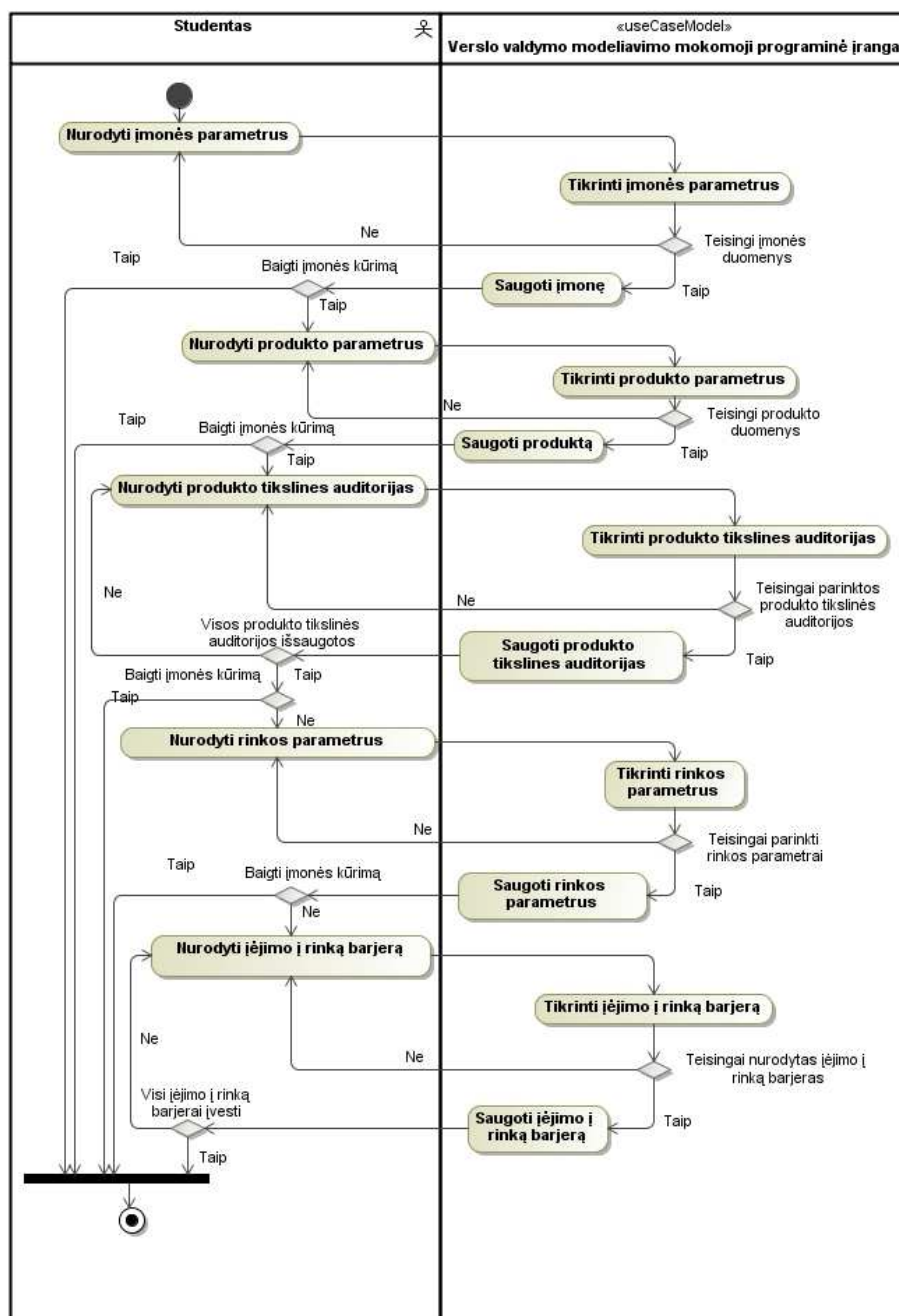 Studentas
«useCaseModel»
Verslo valdymo modeliavimo mokomoji programinė įranga
Nurodyti įmonės parametrus
Tikrinti įmonės parametrus
Ne
Teisingi įmonės
duomenys
Taip
Baigti įmonės kūrimą
Saugoti įmonę
Taip
Taip
Nurodyti produkto parametrus
Tikrinti produkto parametrus
Ne
Teisingi produkto
duomenys
Taip
Baigti įmonės kūrimą
Saugoti produktą
Taip
Taip
Nurodyti produkto tikslines auditorijas
Tikrinti produkto tikslines auditorijas
Ne
Ne
Teisingai parinktos
produkto tikslinės
auditorijos
Visos produkto tikslinės
auditorijos išsaugotos
Saugoti produkto
tikslines auditorijas
Taip
Taip
Baigti įmonės kūrimą
Taip
Ne
Nurodyti rinkos parametrus
Tikrinti rinkos
parametrus
Ne
Teisingai parinkti
rinkos parametrai
Taip
Baigti įmonės kūrimą
Saugoti rinkos
parametrus
Taip
Ne
Nurodyti įėjimo į rinką barjerą
Tikrinti įėjimo į rinką barjerą
Ne
Ne
Teisingai nurodytas įėjimo į
rinką barjeras
Visi įėjimo į rinką
barjerai įvesti
Saugoti įėjimo į
rinką barjerą
Taip
Taip